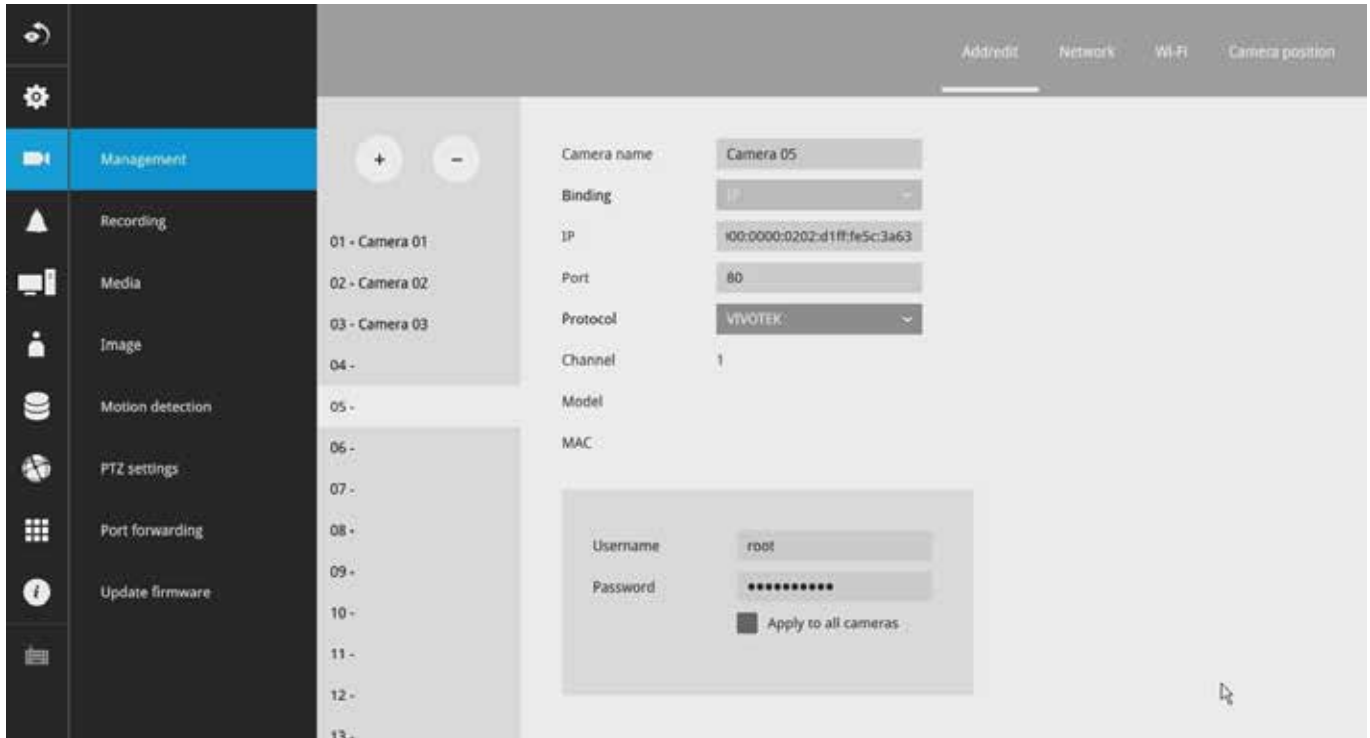 Add/edit Network Wi-Fi Camera position
Management
Recording
Media
Image
Motion detection
PTZ settings
Port forwarding
Update firmware
+ −
01 - Camera 01
02 - Camera 02
03 - Camera 03
04 -
05 -
06 -
07 -
08 -
09 -
10 -
11 -
12 -
13 -
Camera name Camera 05
Binding IP
IP 00:0000:0202:d1ff:fe5c:3a63
Port 80
Protocol VIVOTEK
Channel 1
Model
MAC
Username root
Password ••••••••••
Apply to all cameras